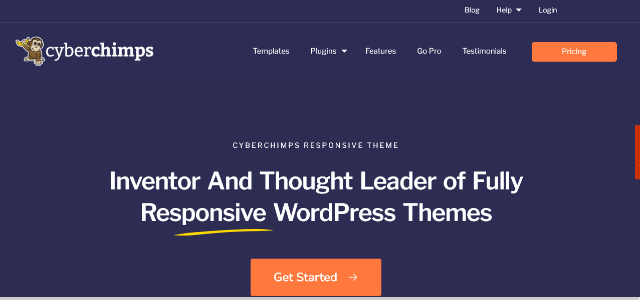 Blog Help Login
cyberchimps Templates Plugins Features Go Pro Testimonials Pricing
CYBERCHIMPS RESPONSIVE THEME
Inventor And Thought Leader of Fully
Responsive WordPress Themes
Get Started